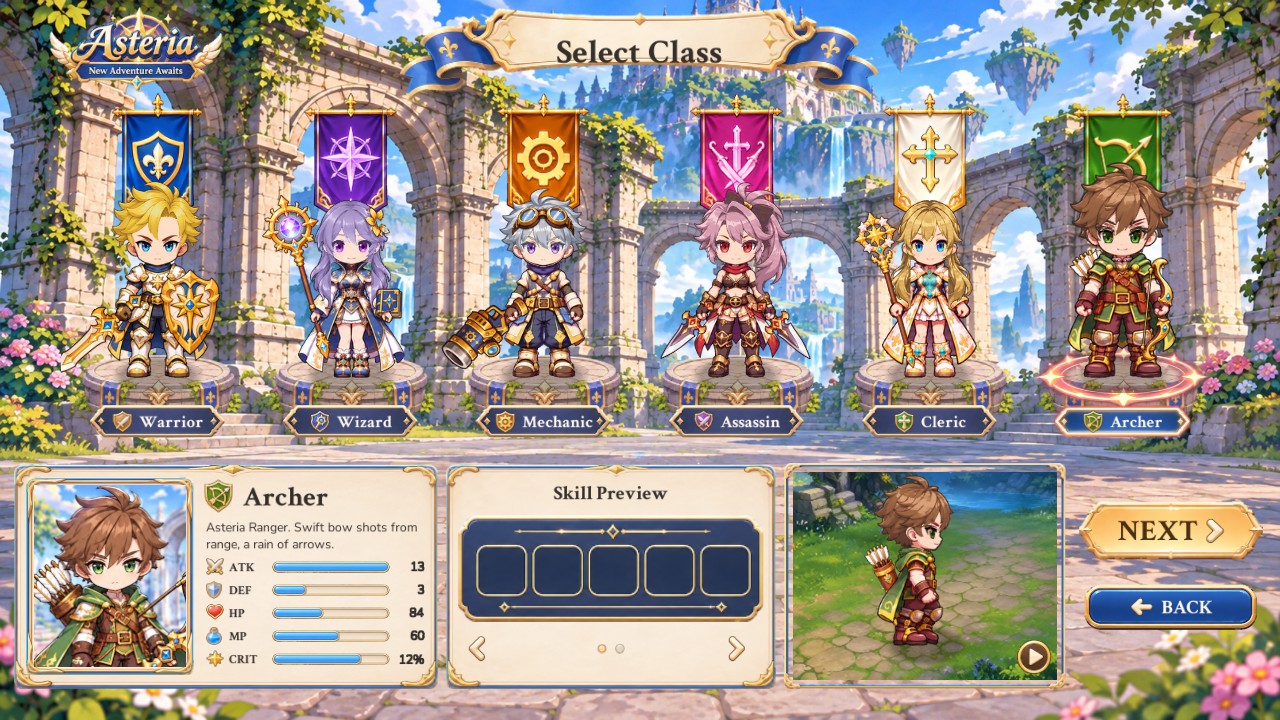 Asteria
New Adventure Awaits
Select Class
Warrior
Wizard
Mechanic
Assassin
Cleric
Archer
Archer
Asteria Ranger. Swift bow shots from
range, a rain of arrows.
ATK 13
DEF 3
HP 84
MP 60
CRIT 12%
Skill Preview
NEXT
BACK